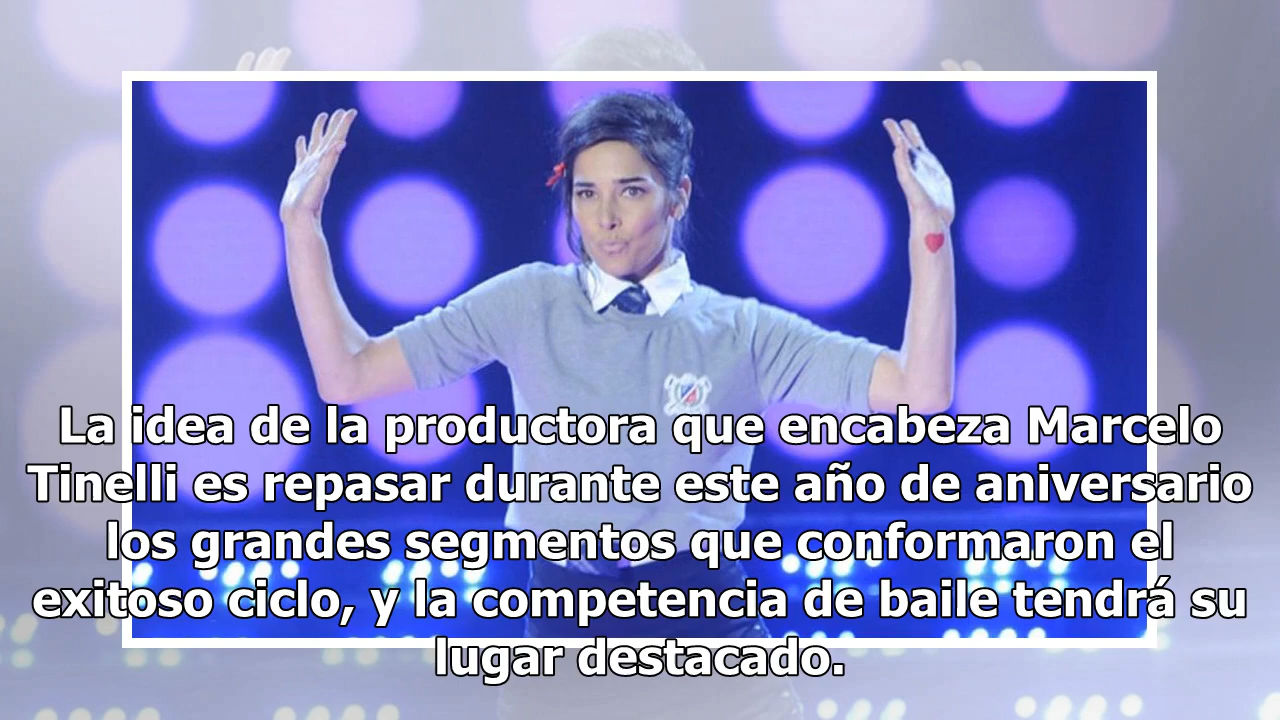 La idea de la productora que encabeza Marcelo
Tinelli es repasar durante este año de aniversario
los grandes segmentos que conformaron el
exitoso ciclo, y la competencia de baile tendrá su
lugar destacado.